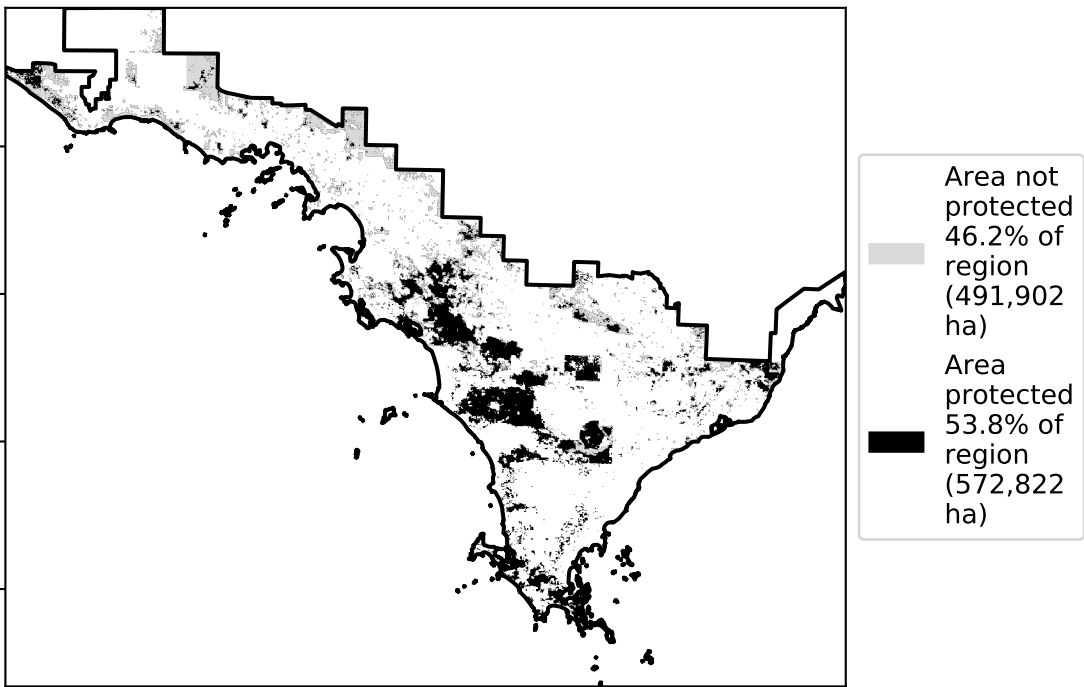 Area not
protected
46.2% of
region
(491,902
ha)
Area
protected
53.8% of
region
(572,822
ha)